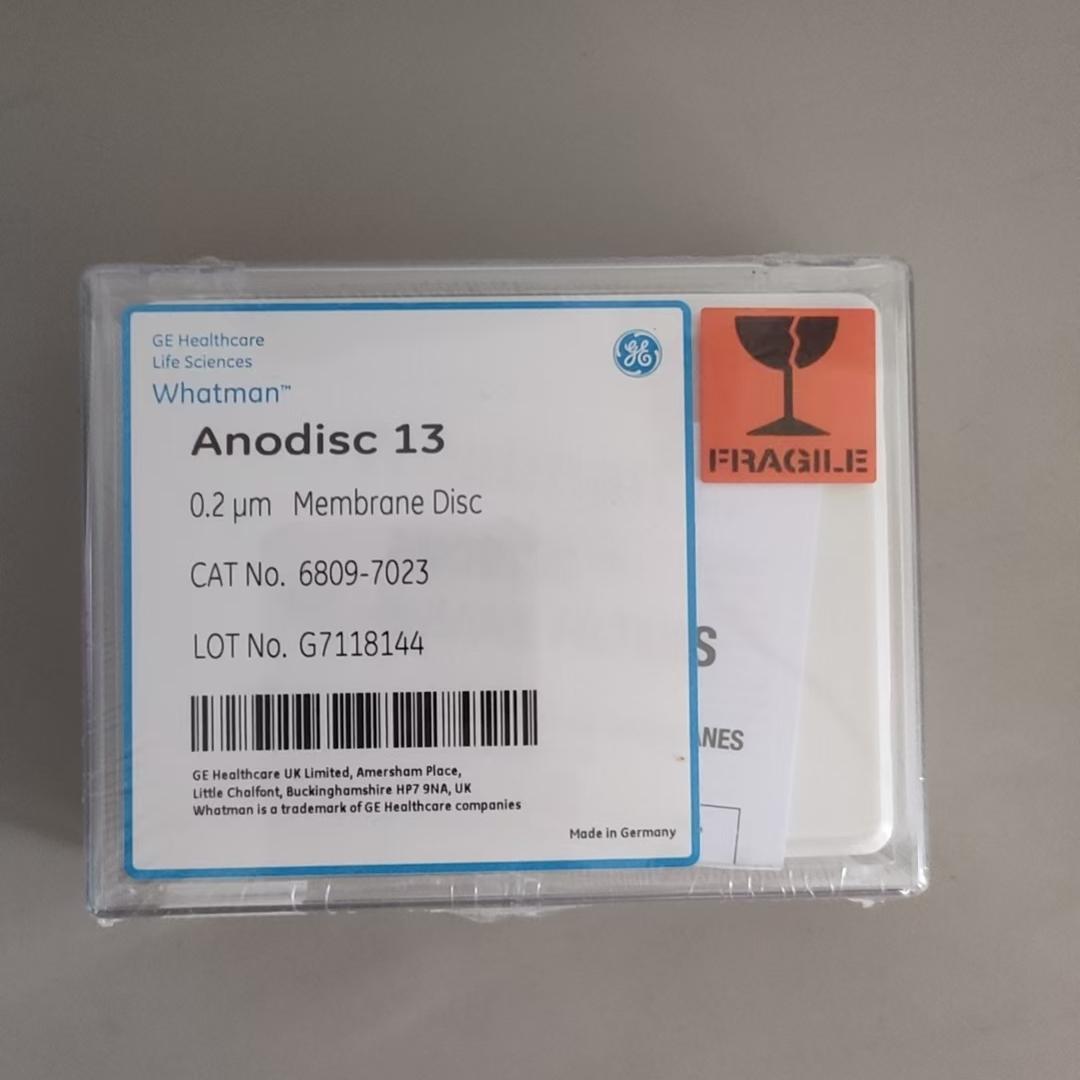 GE Healthcare
Life Sciences
Whatman™
GE
Anodisc 13
0.2 µm Membrane Disc
CAT No. 6809-7023
LOT No. G7118144
GE Healthcare UK Limited, Amersham Place,
Little Chalfont, Buckinghamshire HP7 9NA, UK
Whatman is a trademark of GE Healthcare companies
Made in Germany
FRAGILE
S
ANES